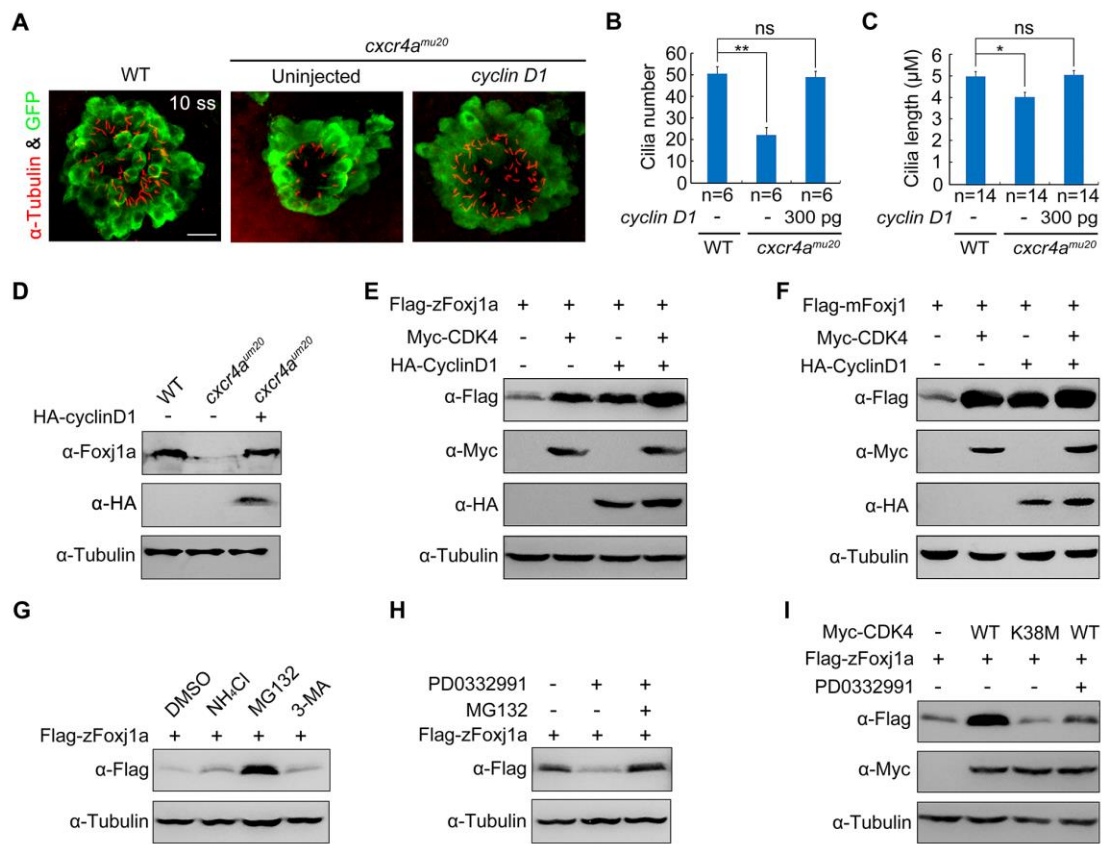 A
cxcr4a^mu20
WT
Uninjected
cyclin D1
10 ss
α-Tubulin & GFP
B
ns
**
Cilia number
60
50
40
30
20
10
0
n=6 n=6 n=6
cyclin D1 - - 300 pg
WT cxcr4a^mu20
C
ns
*
Cilia length (μM)
6
5
4
3
2
1
0
n=14 n=14 n=14
cyclin D1 - - 300 pg
WT cxcr4a^mu20
D
WT cxcr4a^um20 cxcr4a^um20
HA-cyclinD1 - - +
α-Foxj1a
α-HA
α-Tubulin
E
Flag-zFoxj1a + + + +
Myc-CDK4 - + - +
HA-CyclinD1 - - + +
α-Flag
α-Myc
α-HA
α-Tubulin
F
Flag-mFoxj1 + + + +
Myc-CDK4 - + - +
HA-CyclinD1 - - + +
α-Flag
α-Myc
α-HA
α-Tubulin
G
DMSO NH₄Cl MG132 3-MA
Flag-zFoxj1a + + + +
α-Flag
α-Tubulin
H
PD0332991 - + +
MG132 - - +
Flag-zFoxj1a + + +
α-Flag
α-Tubulin
I
Myc-CDK4 - WT K38M WT
Flag-zFoxj1a + + + +
PD0332991 - - - +
α-Flag
α-Myc
α-Tubulin